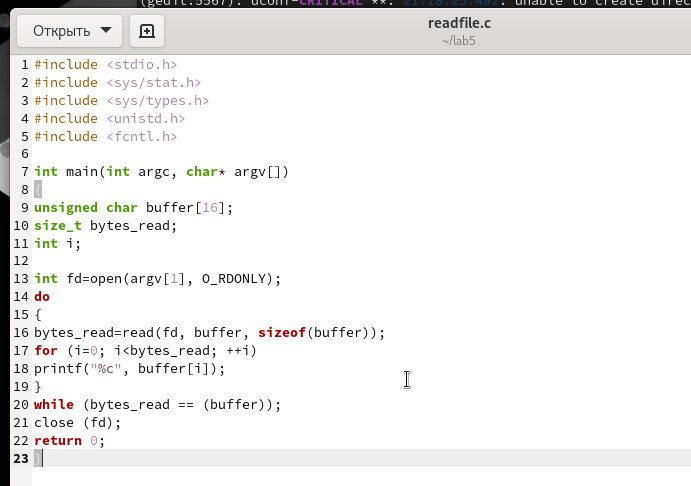 (gedit:5567): dconf-CRITICAL **: 21:18:25.492: unable to create direc
Открыть
readfile.c
~/lab5
1 #include <stdio.h>
2 #include <sys/stat.h>
3 #include <sys/types.h>
4 #include <unistd.h>
5 #include <fcntl.h>
6
7 int main(int argc, char* argv[])
8 {
9 unsigned char buffer[16];
10 size_t bytes_read;
11 int i;
12
13 int fd=open(argv[1], O_RDONLY);
14 do
15 {
16 bytes_read=read(fd, buffer, sizeof(buffer));
17 for (i=0; i<bytes_read; ++i)
18 printf("%c", buffer[i]);
19 }
20 while (bytes_read == (buffer));
21 close (fd);
22 return 0;
23 }